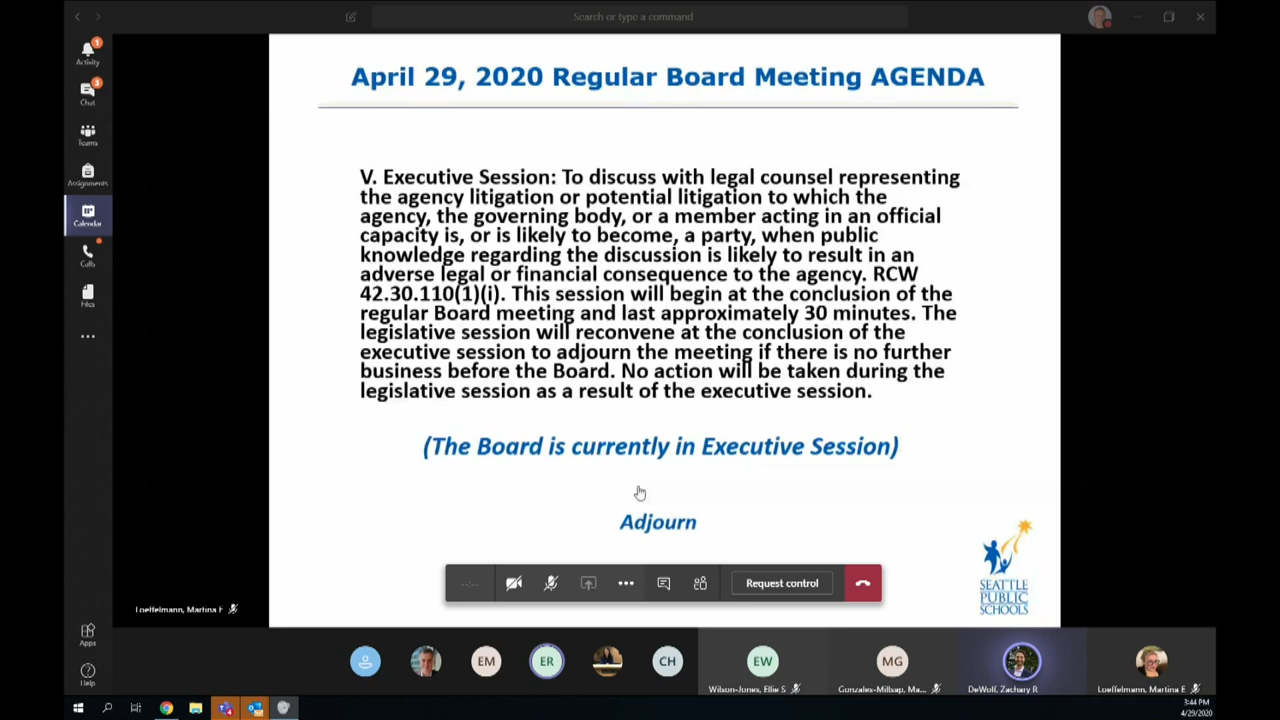 Search or type a command
1
Activity
3
Chat
Teams
Assignments
Calendar
Calls
Files
Apps
Help
April 29, 2020 Regular Board Meeting AGENDA
V. Executive Session: To discuss with legal counsel representing
the agency litigation or potential litigation to which the
agency, the governing body, or a member acting in an official
capacity is, or is likely to become, a party, when public
knowledge regarding the discussion is likely to result in an
adverse legal or financial consequence to the agency. RCW
42.30.110(1)(i). This session will begin at the conclusion of the
regular Board meeting and last approximately 30 minutes. The
legislative session will reconvene at the conclusion of the
executive session to adjourn the meeting if there is no further
business before the Board. No action will be taken during the
legislative session as a result of the executive session.
(The Board is currently in Executive Session)
Adjourn
SEATTLE
PUBLIC
SCHOOLS
--:--
Request control
Loeffelmann, Martina E
EM
ER
CH
EW
MG
Wilson-Jones, Ellie S
Gonzales-Millsap, Ma...
DeWolf, Zachary R
Loeffelmann, Martina E
3:44 PM
4/29/2020